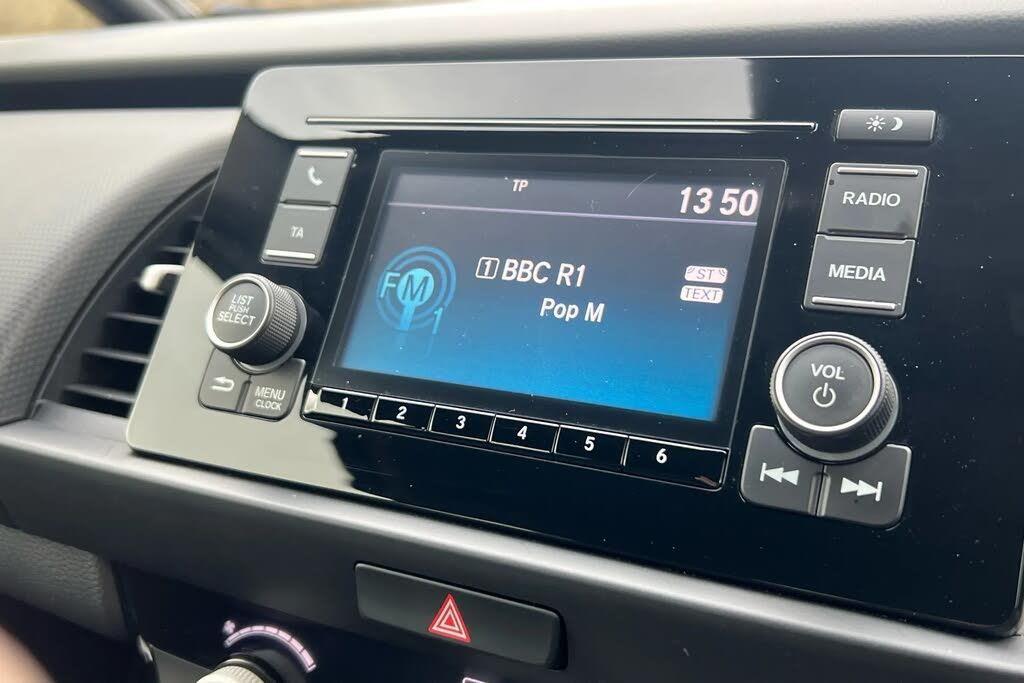 TP
13 50
FM
1
1 BBC R1
Pop M
ST
TEXT
TA
LIST
PUSH
SELECT
MENU
CLOCK
1 2 3 4 5 6
RADIO
MEDIA
VOL